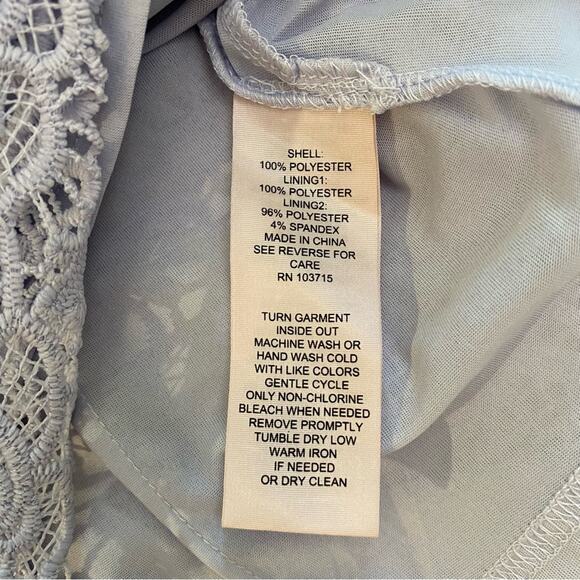 SHELL:
100% POLYESTER
LINING1:
100% POLYESTER
LINING2:
96% POLYESTER
4% SPANDEX
MADE IN CHINA
SEE REVERSE FOR
CARE
RN 103715
TURN GARMENT
INSIDE OUT
MACHINE WASH OR
HAND WASH COLD
WITH LIKE COLORS
GENTLE CYCLE
ONLY NON-CHLORINE
BLEACH WHEN NEEDED
REMOVE PROMPTLY
TUMBLE DRY LOW
WARM IRON
IF NEEDED
OR DRY CLEAN